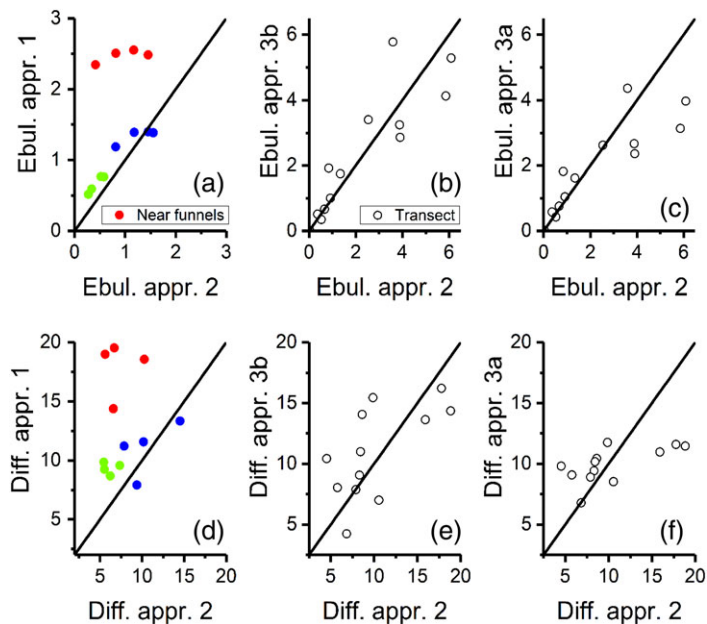 Ebul. appr. 1
3
2
1
0
0 1 2 3
(a)
Near funnels
Ebul. appr. 2
Ebul. appr. 3b
6
4
2
0
0 2 4 6
(b)
Transect
Ebul. appr. 2
Ebul. appr. 3a
6
4
2
0
0 2 4 6
(c)
Ebul. appr. 2
Diff. appr. 1
20
15
10
5
5 10 15 20
(d)
Diff. appr. 2
Diff. appr. 3b
20
15
10
5
5 10 15 20
(e)
Diff. appr. 2
Diff. appr. 3a
20
15
10
5
5 10 15 20
(f)
Diff. appr. 2